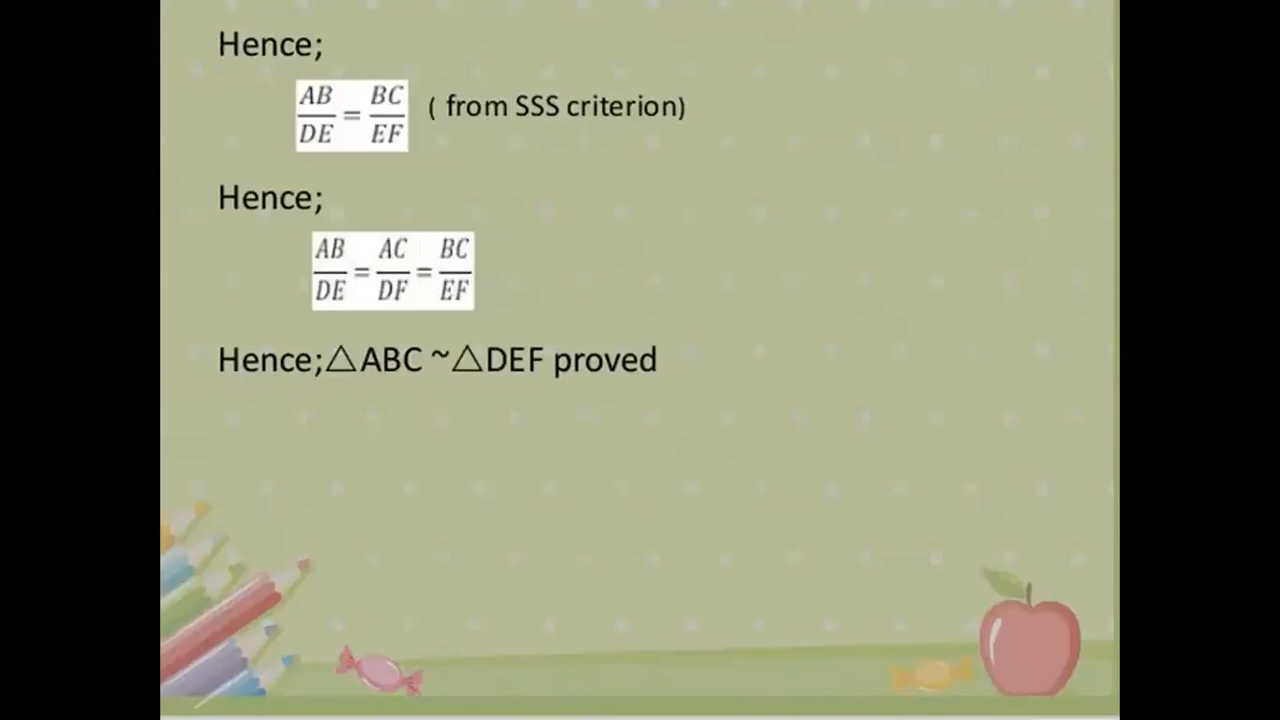 Hence;
AB/DE = BC/EF ( from SSS criterion)
Hence;
AB/DE = AC/DF = BC/EF
Hence;△ABC ~△DEF proved